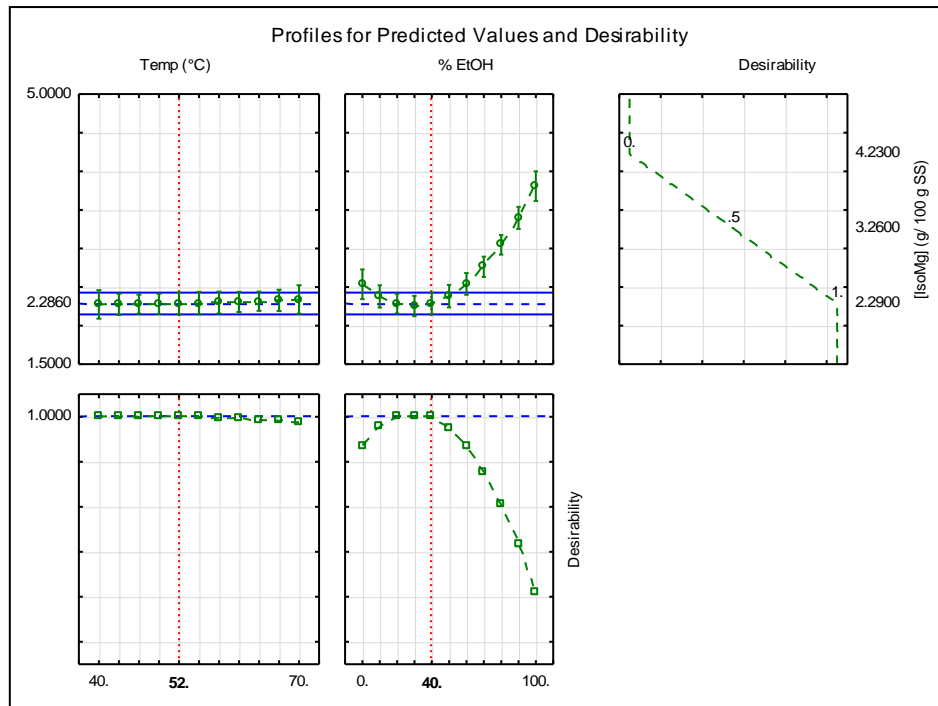 Profiles for Predicted Values and Desirability
Temp (°C) % EtOH Desirability
5.0000
2.2860
1.5000
0.
.5
1.
4.2300
3.2600
2.2900
[IsoMg] (g/ 100 g SS)
1.0000
Desirability
40. 52. 70. 0. 40. 100.